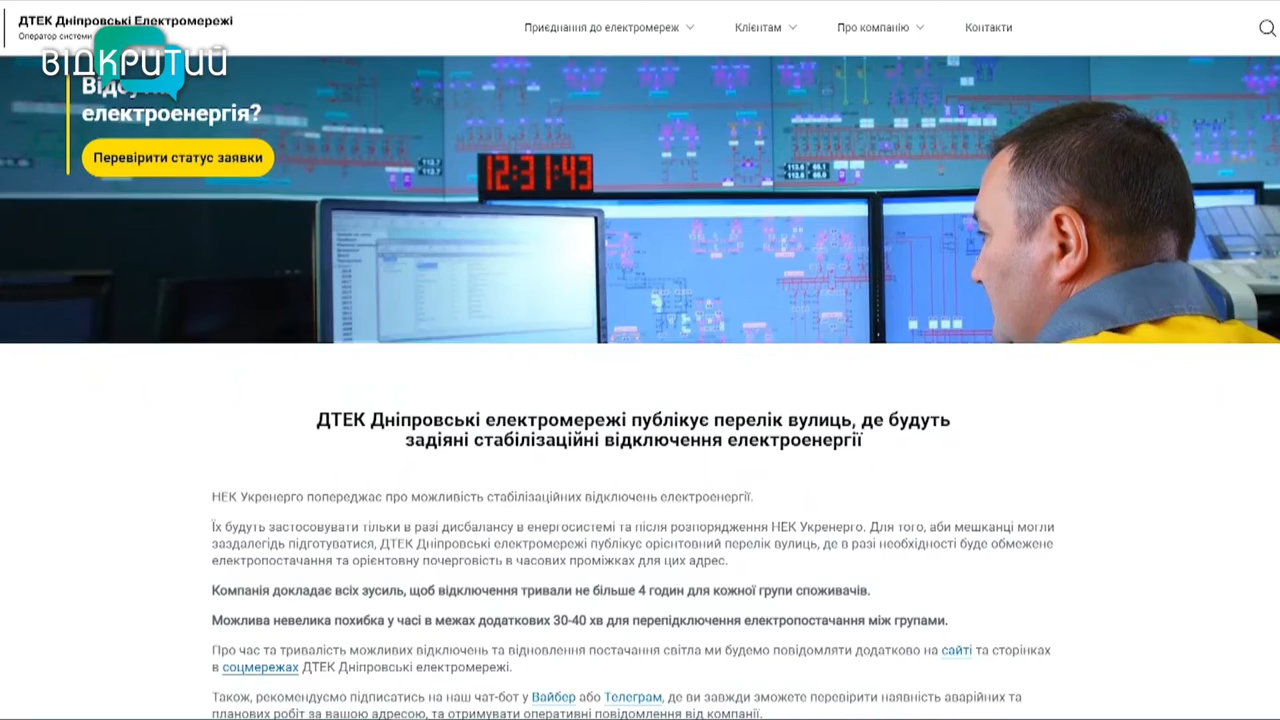 ДТЕК Дніпровські Електромережі
Оператор системи
Приєднання до електромереж
Клієнтам
Про компанію
Контакти
ВІДКРИТИЙ
електроенергія?
Перевірити статус заявки
12:31:43
ДТЕК Дніпровські електромережі публікує перелік вулиць, де будуть
задіяні стабілізаційні відключення електроенергії
НЕК Укренерго попереджає про можливість стабілізаційних відключень електроенергії.
Їх будуть застосовувати тільки в разі дисбалансу в енергосистемі та після розпорядження НЕК Укренерго. Для того, аби мешканці могли
заздалегідь підготуватися, ДТЕК Дніпровські електромережі публікує орієнтовний перелік вулиць, де в разі необхідності буде обмежене
електропостачання та орієнтовну почерговість в часових проміжках для цих адрес.
Компанія докладає всіх зусиль, щоб відключення тривали не більше 4 годин для кожної групи споживачів.
Можлива невелика похибка у часі в межах додаткових 30-40 хв для перепідключення електропостачання між групами.
Про час та тривалість можливих відключень та відновлення постачання світла ми будемо повідомляти додатково на сайті та сторінках
в соцмережах ДТЕК Дніпровські електромережі.
Також, рекомендуємо підписатись на наш чат-бот у Вайбер або Телеграм, де ви завжди зможете перевірити наявність аварійних та
планових робіт за вашою адресою, та отримувати оперативні повідомлення від компанії.